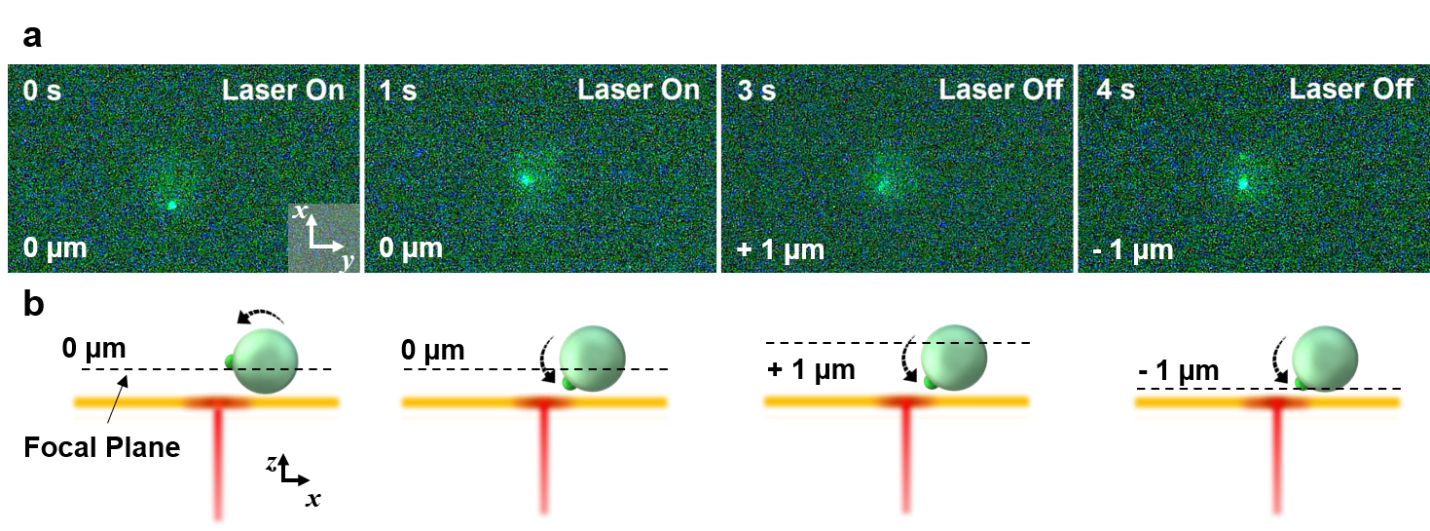 a
0 s
Laser On
0 µm
x
y
1 s
Laser On
0 µm
3 s
Laser Off
+ 1 µm
4 s
Laser Off
- 1 µm
b
0 µm
Focal Plane
z
x
0 µm
+ 1 µm
- 1 µm